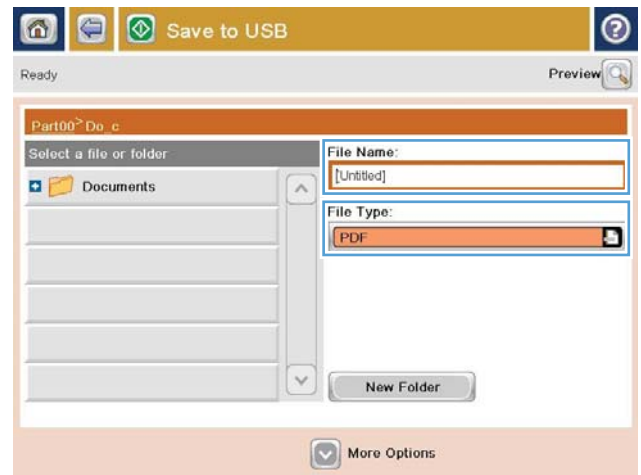 Save to USB
Ready
Preview
Part00>Do_c
Select a file or folder
File Name:
Documents
[Untitled]
File Type:
PDF
New Folder
More Options